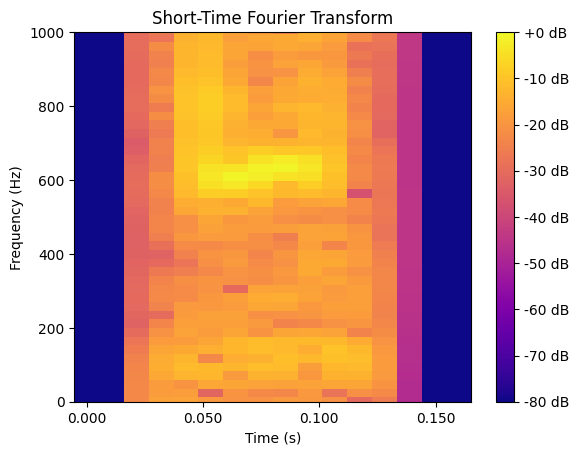 Short-Time Fourier Transform
1000
800
600
400
200
0
Frequency (Hz)
0.000
0.050
0.100
0.150
Time (s)
+0 dB
-10 dB
-20 dB
-30 dB
-40 dB
-50 dB
-60 dB
-70 dB
-80 dB